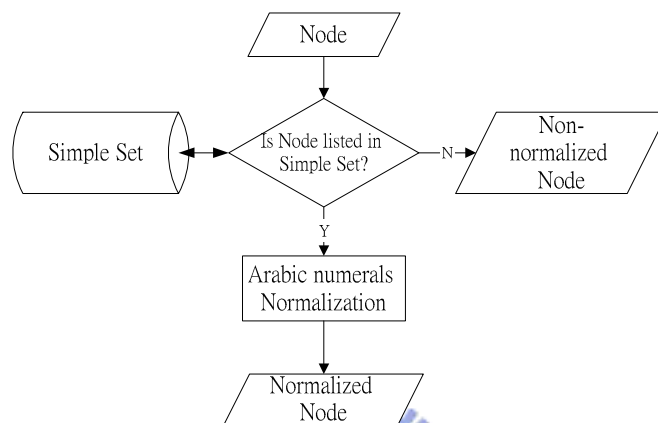 Node
Simple Set
Is Node listed in
Simple Set?
N
Non-
normalized
Node
Y
Arabic numerals
Normalization
Normalized
Node